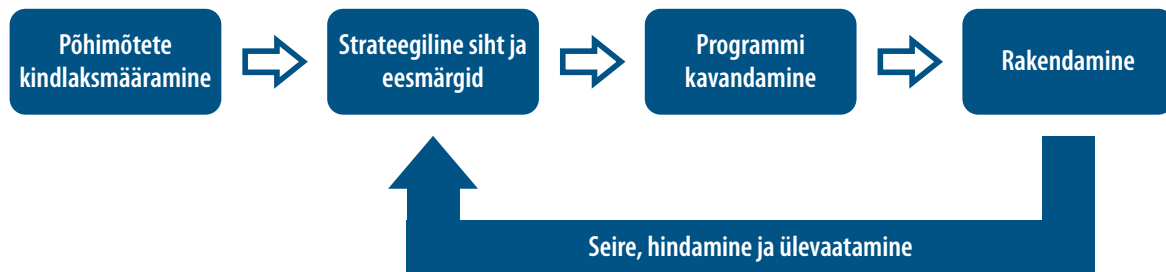 Põhimõtete
kindlaksmääramine
Strateegiline siht ja
eesmärgid
Programmi
kavandamine
Rakendamine
Seire, hindamine ja ülevaatamine